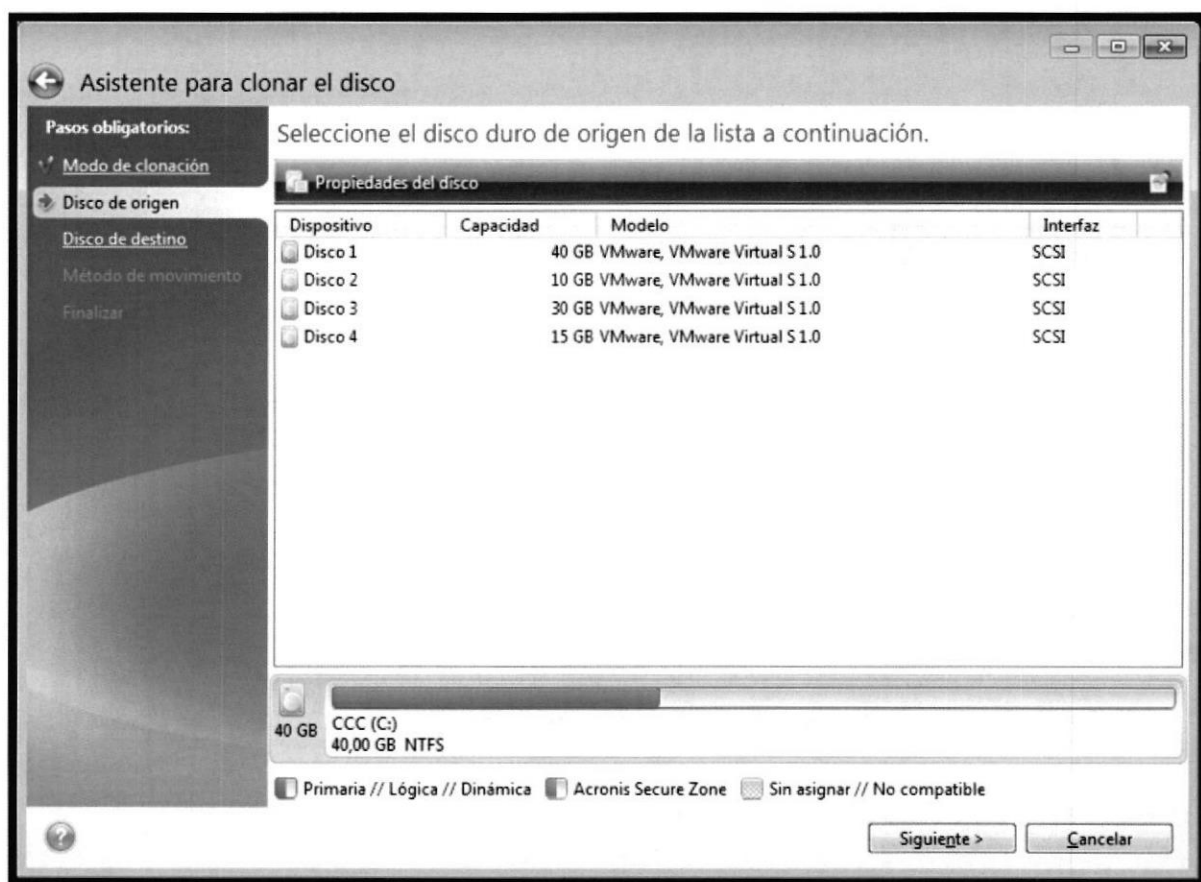 Asistente para clonar el disco
Pasos obligatorios:
Modo de clonación
Disco de origen
Disco de destino
Método de movimiento
Finalizar
Seleccione el disco duro de origen de la lista a continuación.
Propiedades del disco
Dispositivo Capacidad Modelo Interfaz
Disco 1 40 GB VMware, VMware Virtual S 1.0 SCSI
Disco 2 10 GB VMware, VMware Virtual S 1.0 SCSI
Disco 3 30 GB VMware, VMware Virtual S 1.0 SCSI
Disco 4 15 GB VMware, VMware Virtual S 1.0 SCSI
40 GB
CCC (C:)
40,00 GB NTFS
Primaria // Lógica // Dinámica Acronis Secure Zone Sin asignar // No compatible
Siguiente > Cancelar